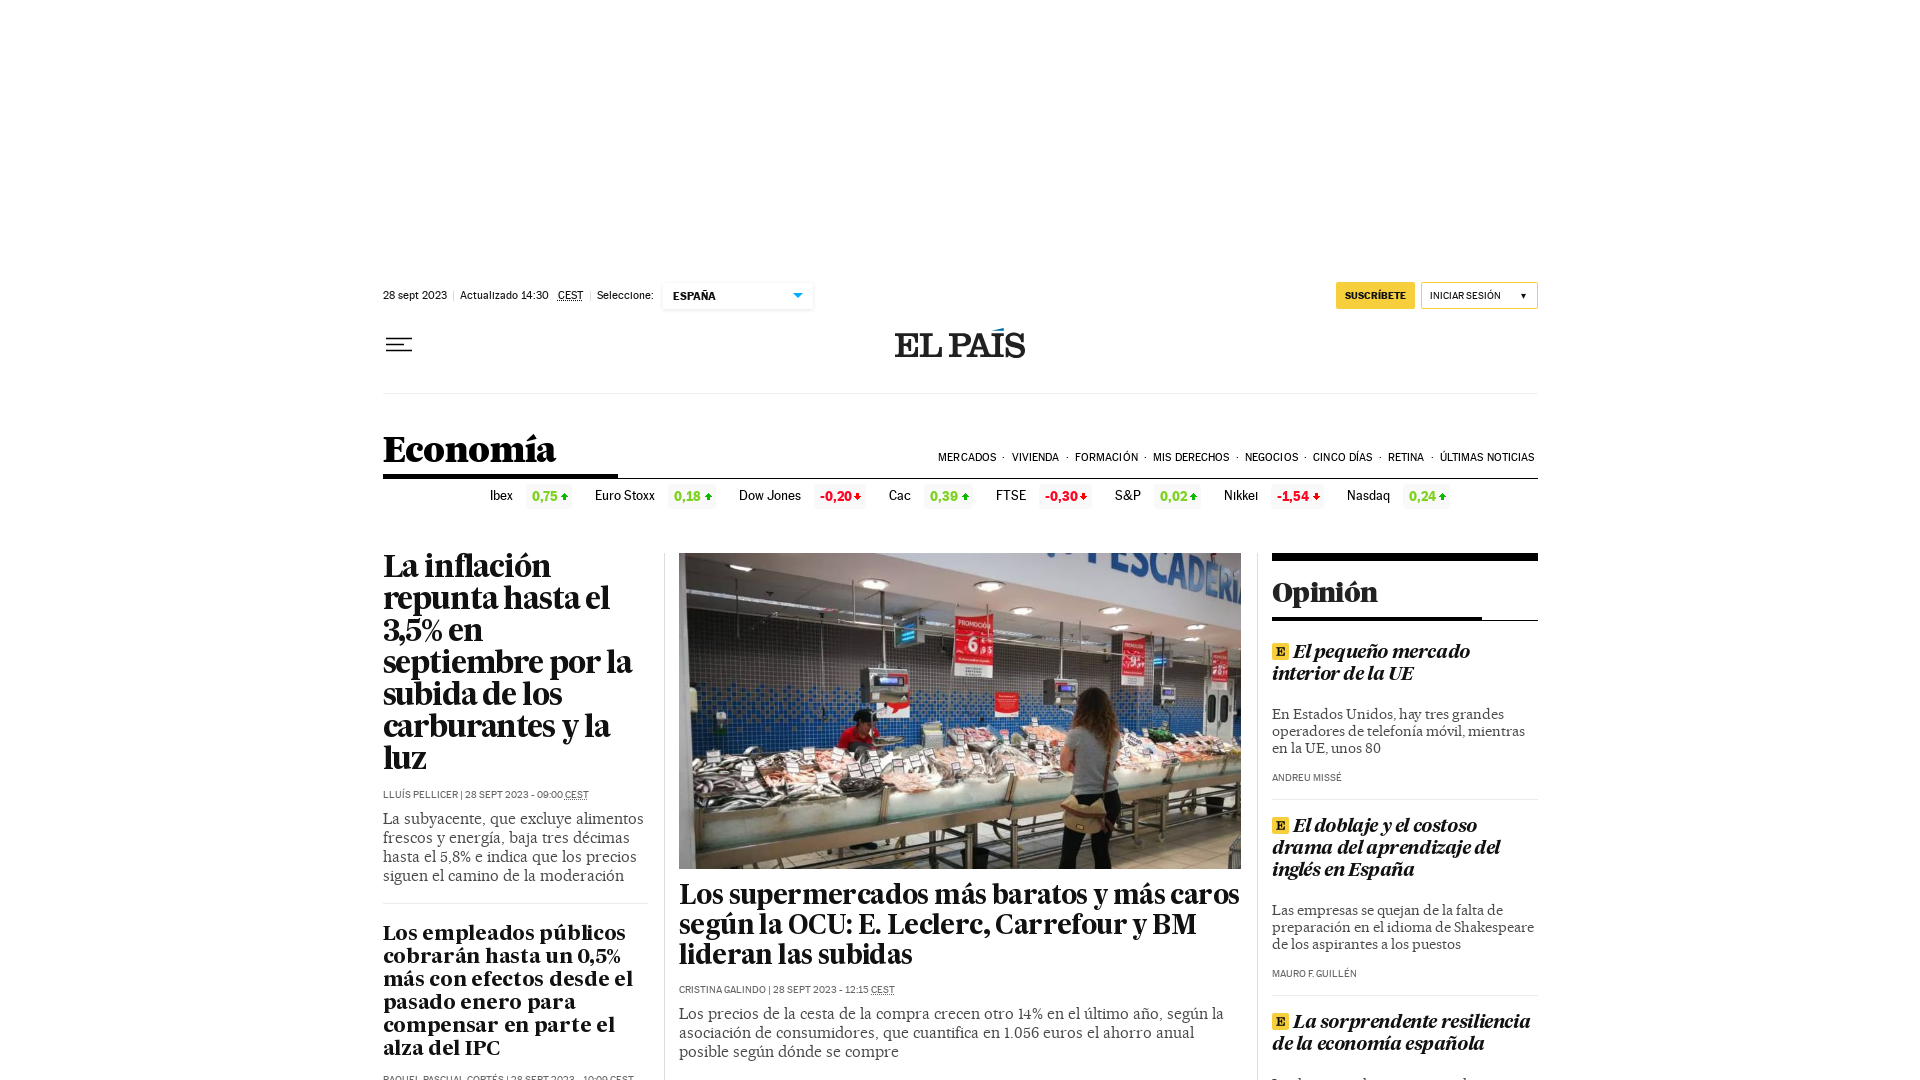 28 sept 2023 | Actualizado 14:30 CEST | Seleccione: ESPAÑA
SUSCRÍBETE
INICIAR SESIÓN
EL PAÍS
Economía
MERCADOS · VIVIENDA · FORMACIÓN · MIS DERECHOS · NEGOCIOS · CINCO DÍAS · RETINA · ÚLTIMAS NOTICIAS
Ibex 0,75 Euro Stoxx 0,18 Dow Jones -0,20 Cac 0,39 FTSE -0,30 S&P 0,02 Nikkei -1,54 Nasdaq 0,24
La inflación
repunta hasta el
3,5% en
septiembre por la
subida de los
carburantes y la
luz
LLUÍS PELLICER | 28 SEPT 2023 - 09:00 CEST
La subyacente, que excluye alimentos
frescos y energía, baja tres décimas
hasta el 5,8% e indica que los precios
siguen el camino de la moderación
Los empleados públicos
cobrarán hasta un 0,5%
más con efectos desde el
pasado enero para
compensar en parte el
alza del IPC
RAQUEL PASCUAL CORTÉS | 28 SEPT 2023 - 10:09 CEST
PESCADERÍA
PROMOCIÓN
Los supermercados más baratos y más caros
según la OCU: E. Leclerc, Carrefour y BM
lideran las subidas
CRISTINA GALINDO | 28 SEPT 2023 - 12:15 CEST
Los precios de la cesta de la compra crecen otro 14% en el último año, según la
asociación de consumidores, que cuantifica en 1.056 euros el ahorro anual
posible según dónde se compre
Opinión
E El pequeño mercado
interior de la UE
En Estados Unidos, hay tres grandes
operadores de telefonía móvil, mientras
en la UE, unos 80
ANDREU MISSÉ
E El doblaje y el costoso
drama del aprendizaje del
inglés en España
Las empresas se quejan de la falta de
preparación en el idioma de Shakespeare
de los aspirantes a los puestos
MAURO F. GUILLÉN
E La sorprendente resiliencia
de la economía española